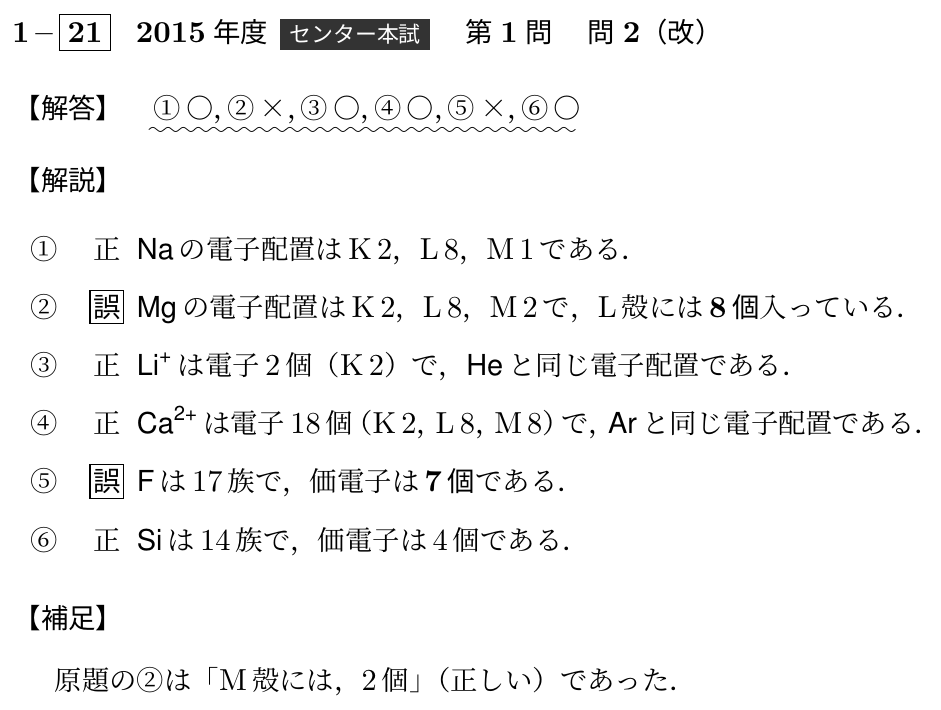 1－21 2015年度 センター本試 第1問 問2（改）
【解答】 ①○, ②×, ③○, ④○, ⑤×, ⑥○
【解説】
① 正 Naの電子配置はK2，L8，M1である．
② 誤 Mgの電子配置はK2，L8，M2で，L殻には8個入っている．
③ 正 Li⁺は電子2個（K2）で，Heと同じ電子配置である．
④ 正 Ca²⁺は電子18個（K2, L8, M8）で, Arと同じ電子配置である．
⑤ 誤 Fは17族で，価電子は7個である．
⑥ 正 Siは14族で，価電子は4個である．
【補足】
原題の②は「M殻には，2個」（正しい）であった．